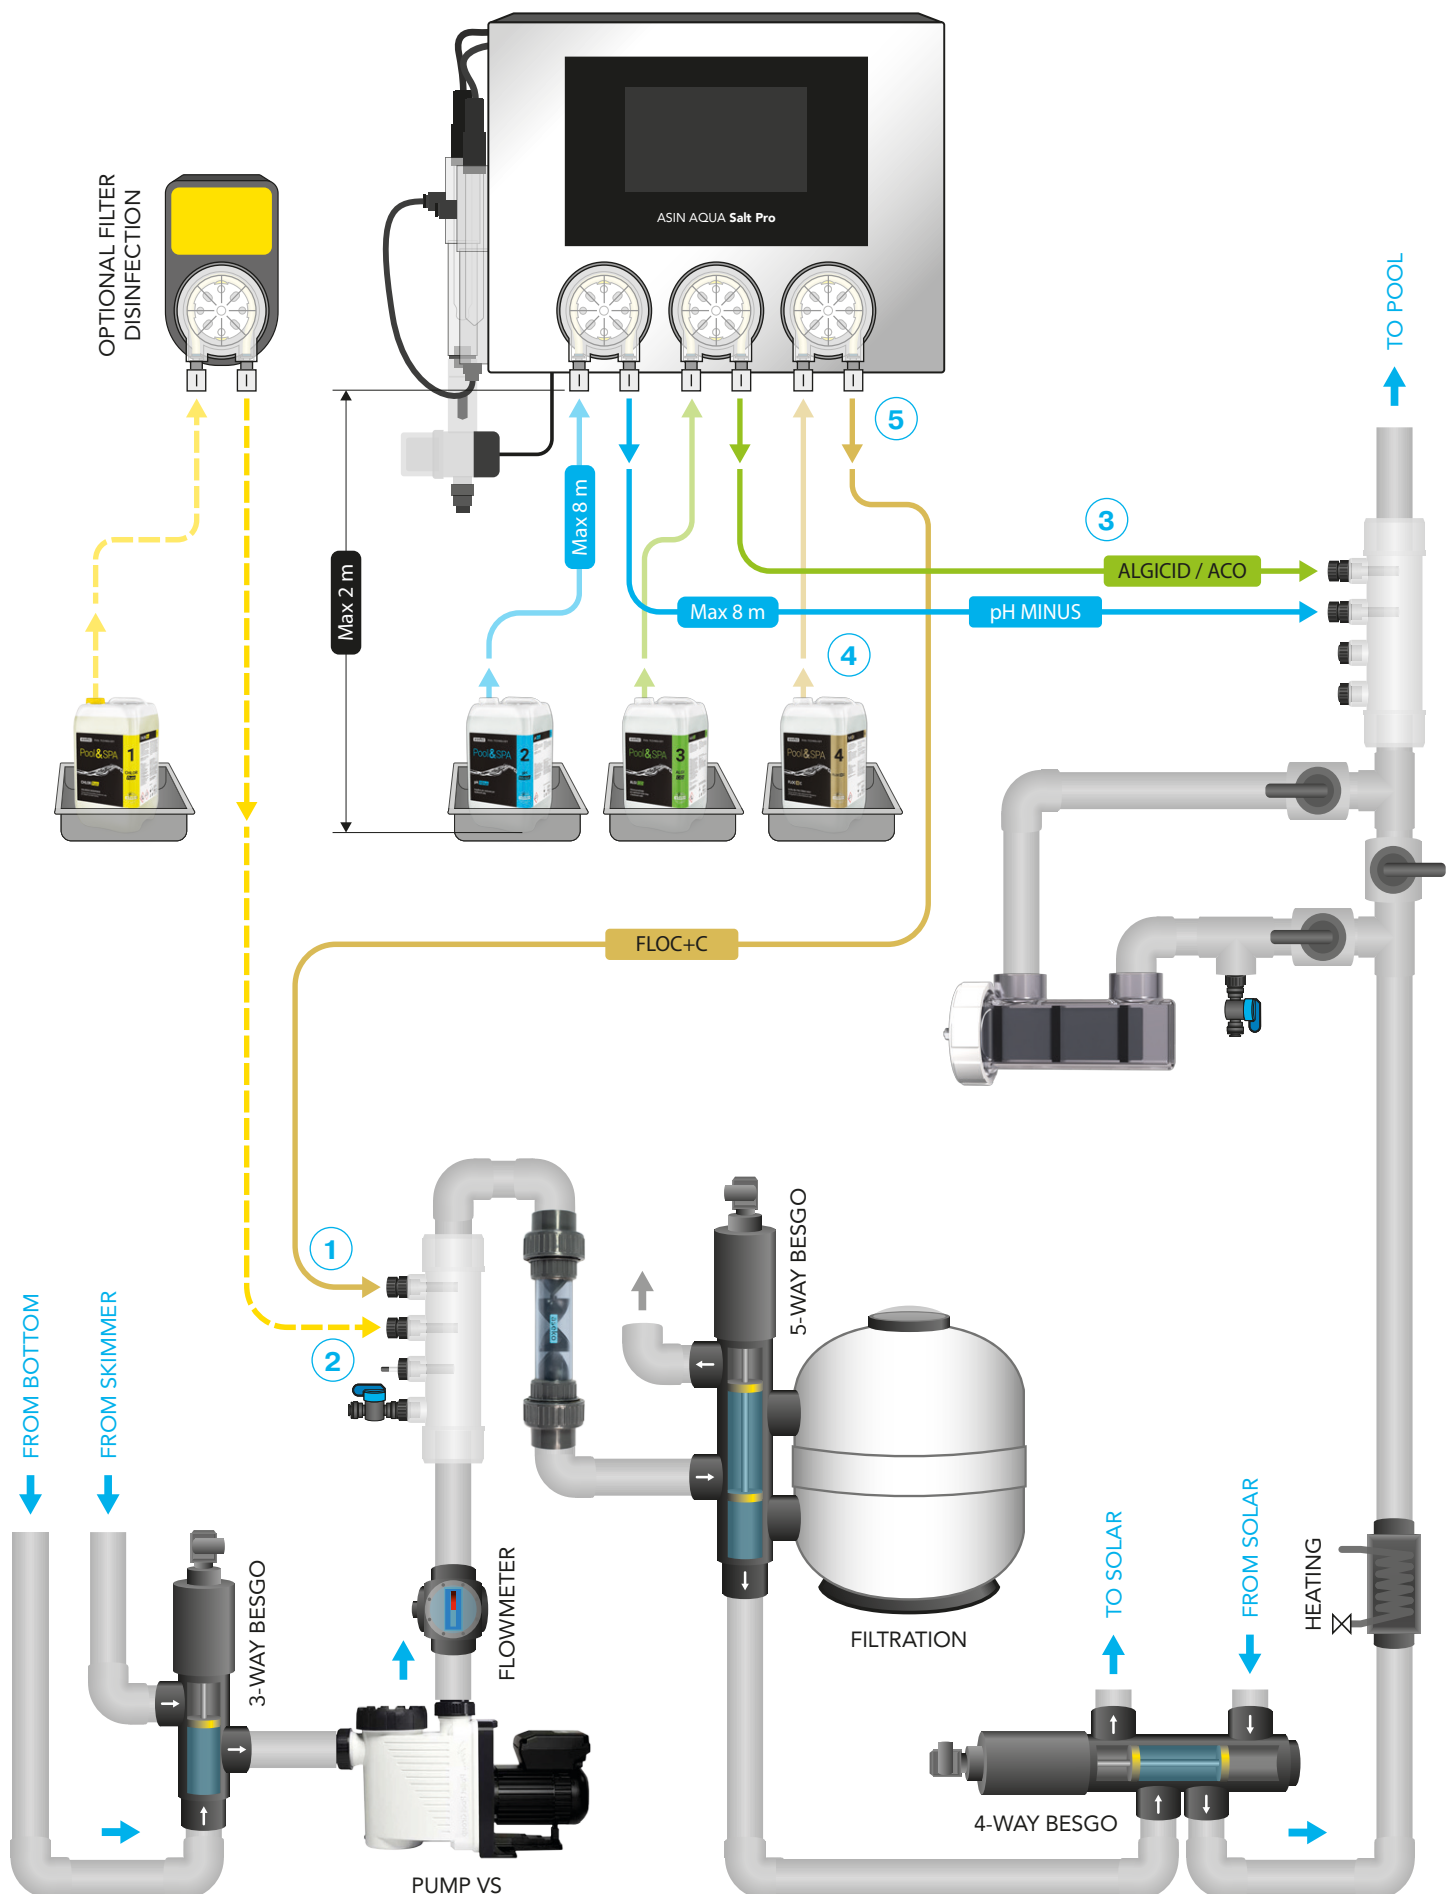 ASIN AQUA Salt Pro
OPTIONAL FILTER
DISINFECTION
TO POOL
5
Max 8 m
3
ALGICID / ACO
Max 2 m
Max 8 m
pH MINUS
4
Pool&SPA
1
Pool&SPA
2
Pool&SPA
3
Pool&SPA
4
FLOC+C
1
2
5-WAY BESGO
FROM BOTTOM
FROM SKIMMER
3-WAY BESGO
FLOWMETER
FILTRATION
TO SOLAR
FROM SOLAR
HEATING
4-WAY BESGO
PUMP VS